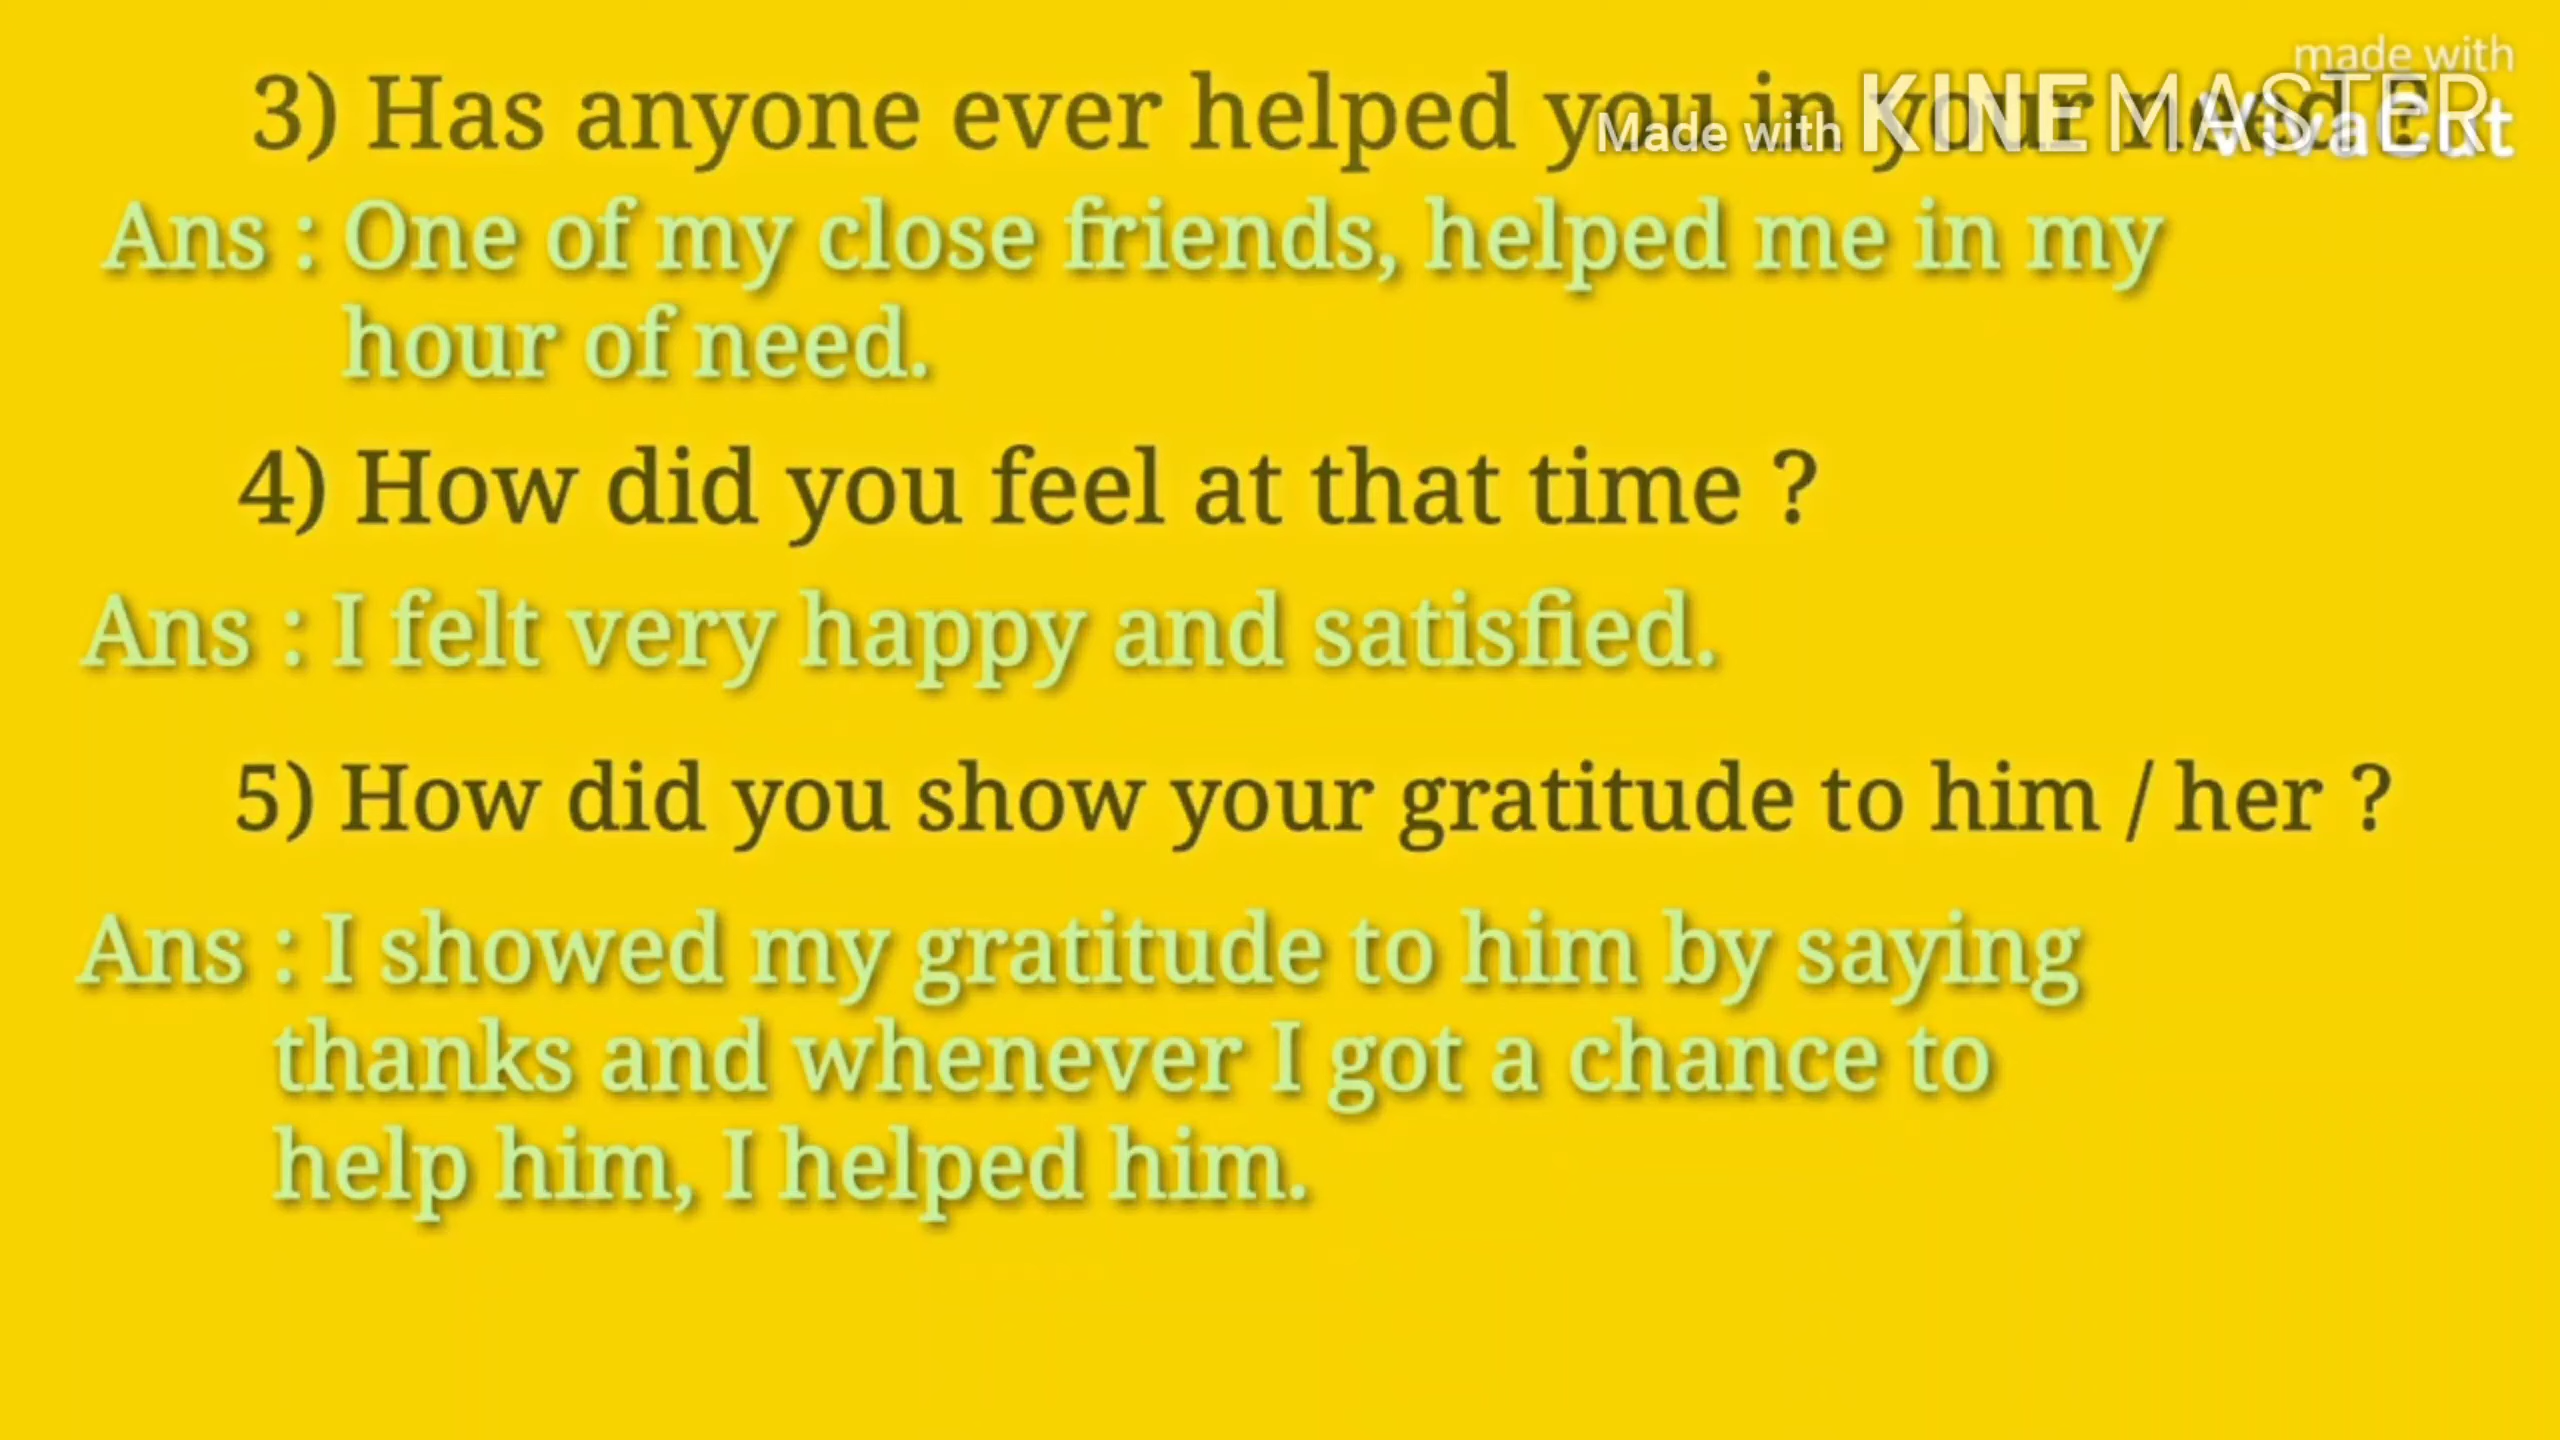 made with
3) Has anyone ever helped you in your need ?
Made with KINEMASTER
VivaCut
Ans : One of my close friends, helped me in my
hour of need.
4) How did you feel at that time ?
Ans : I felt very happy and satisfied.
5) How did you show your gratitude to him / her ?
Ans : I showed my gratitude to him by saying
thanks and whenever I got a chance to
help him, I helped him.